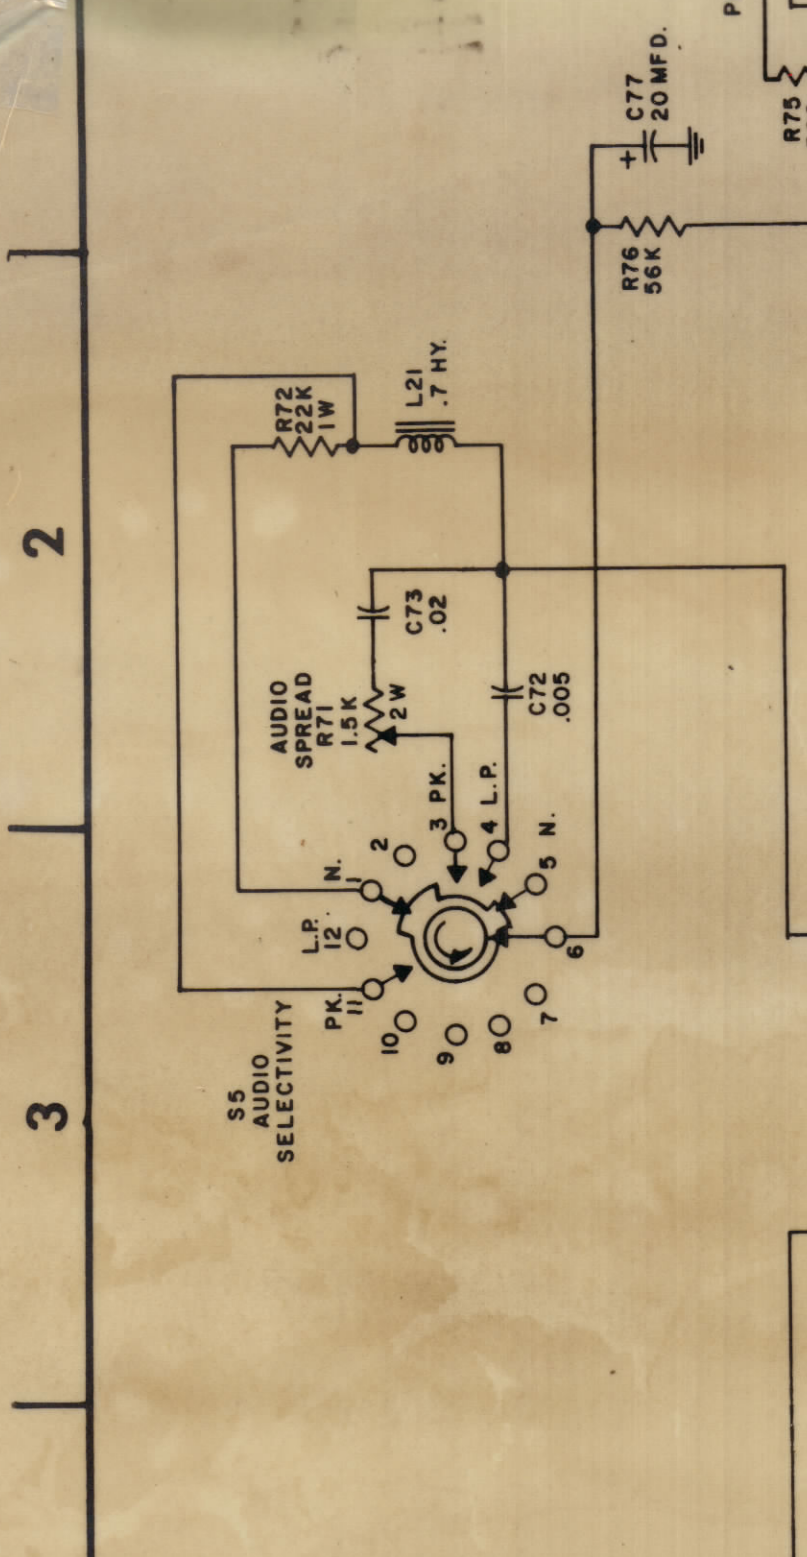 2
3
P
R75
C77
20 MFD.
+
R76
56K
L21
.7 HY.
R72
22K
1W
C73
.02
AUDIO
SPREAD
R71
1.5K
2 W
C72
.005
3 PK.
4 L.P.
5 N.
6
7
8
9
10
PK.
11
L.P.
12
N.
1
2
S5
AUDIO
SELECTIVITY